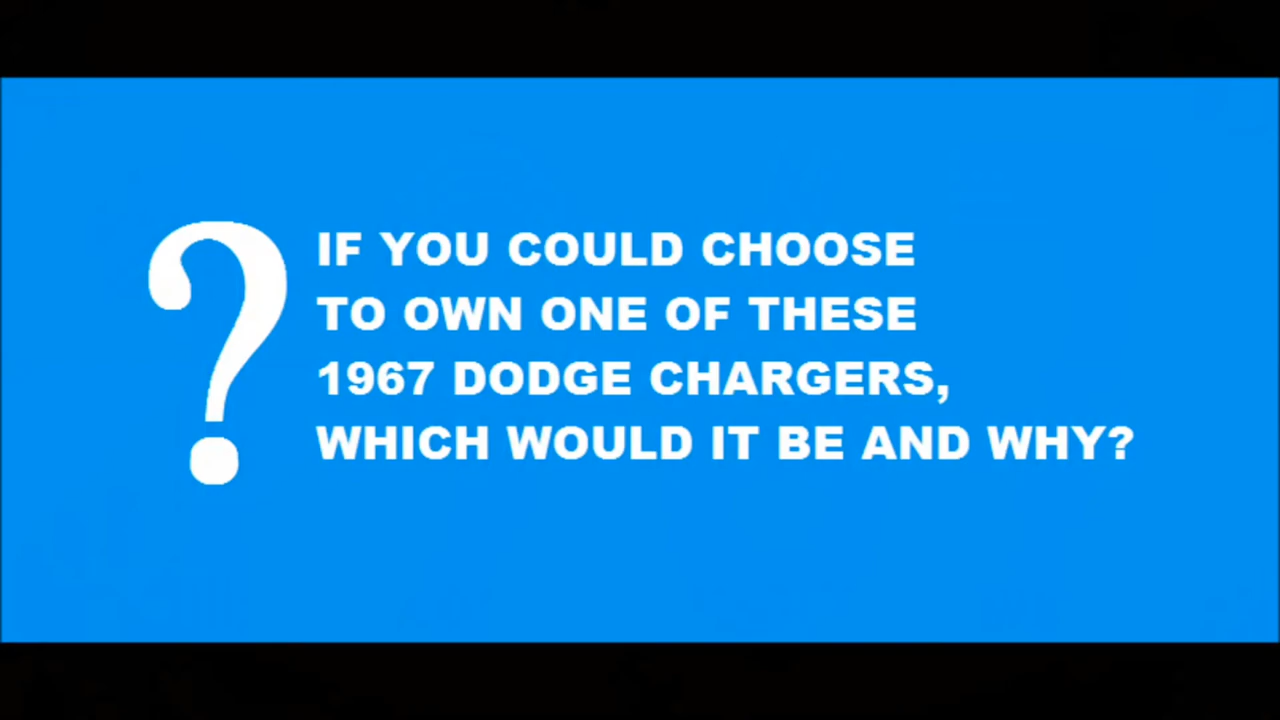 IF YOU COULD CHOOSE
TO OWN ONE OF THESE
1967 DODGE CHARGERS,
WHICH WOULD IT BE AND WHY?
?